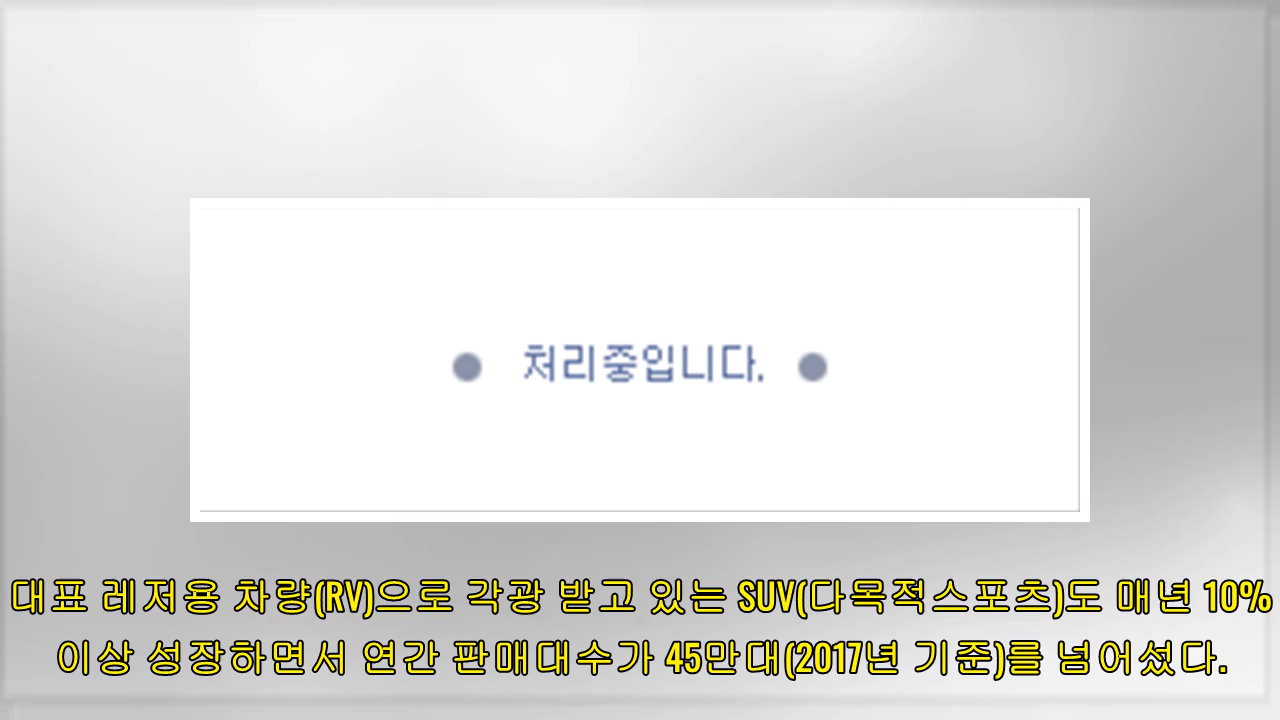 ● 처리중입니다. ●
대표 레저용 차량(RV)으로 각광 받고 있는 SUV(다목적스포츠)도 매년 10%
이상 성장하면서 연간 판매대수가 45만대(2017년 기준)를 넘어섰다.